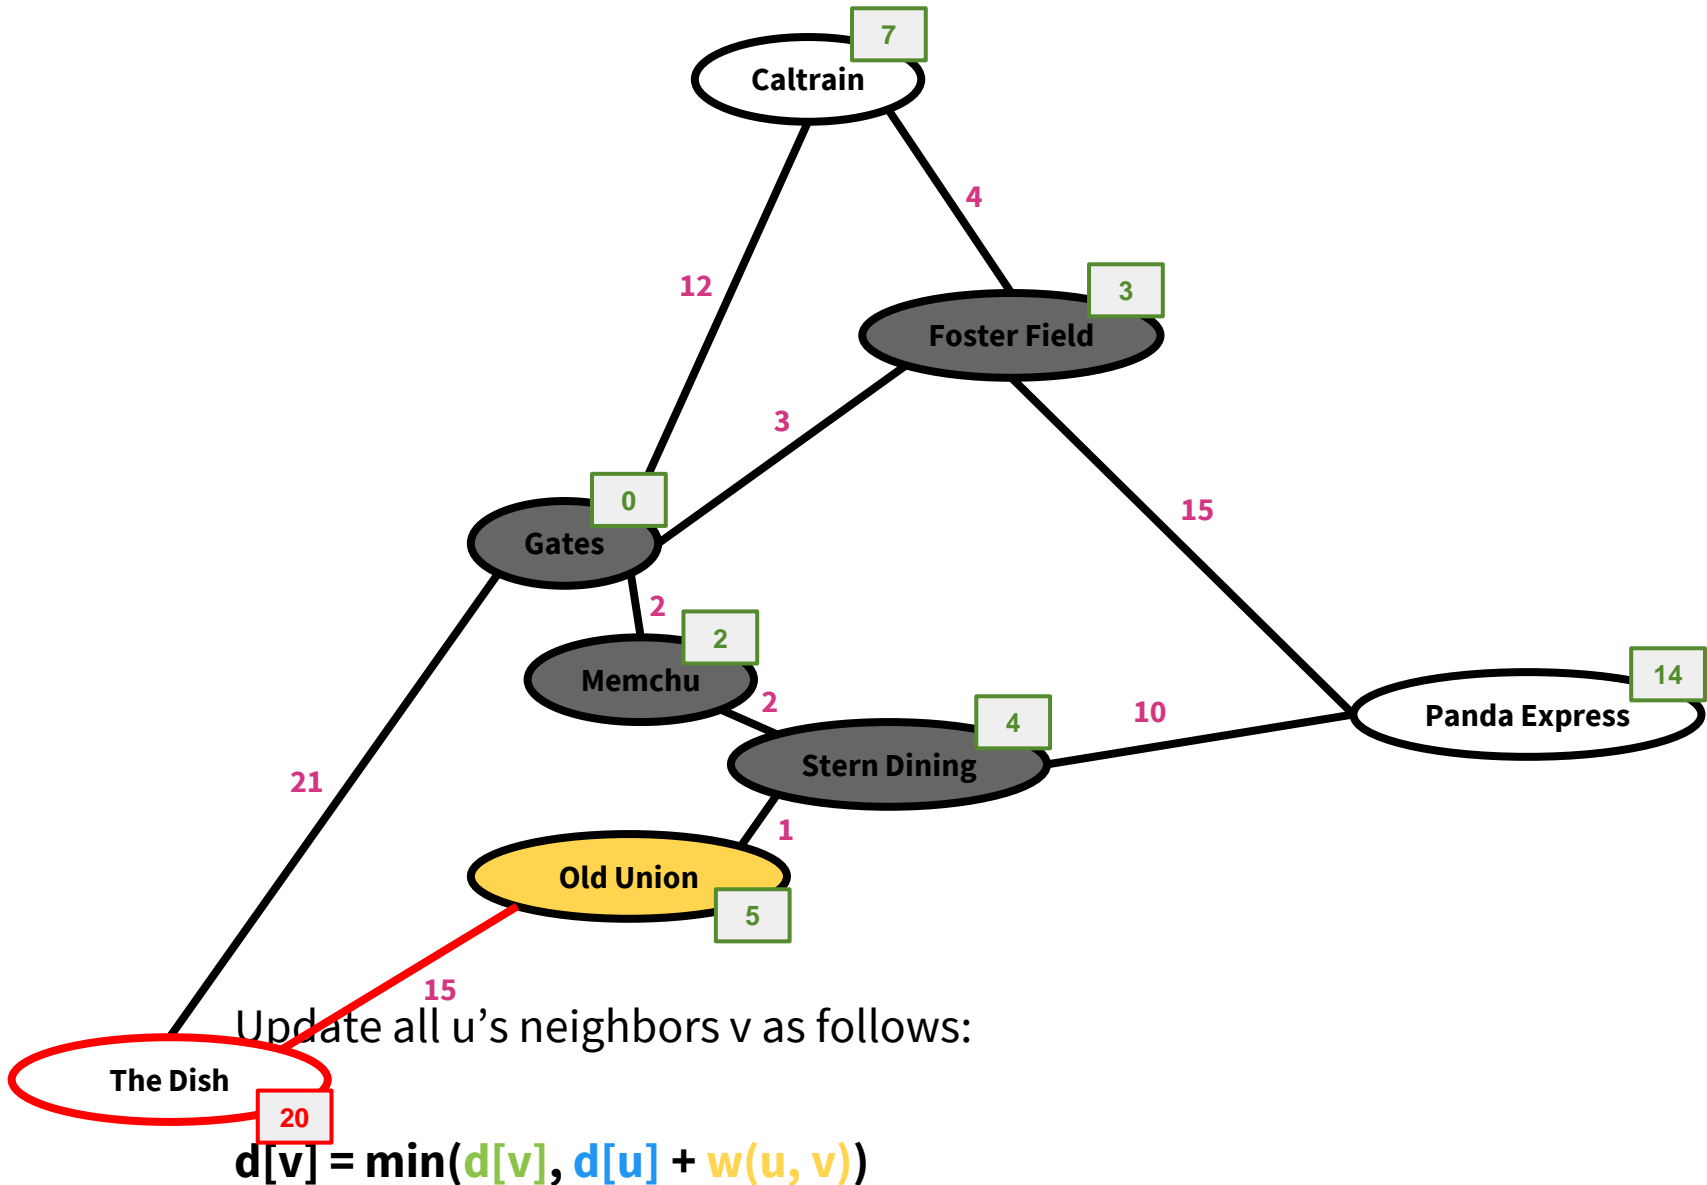 7
Caltrain
4
12
3
Foster Field
3
0
15
Gates
2
2
14
Memchu
2
4
10
Panda Express
Stern Dining
21
1
Old Union
5
15
Update all u’s neighbors v as follows:
The Dish
20
d[v] = min(d[v], d[u] + w(u, v))